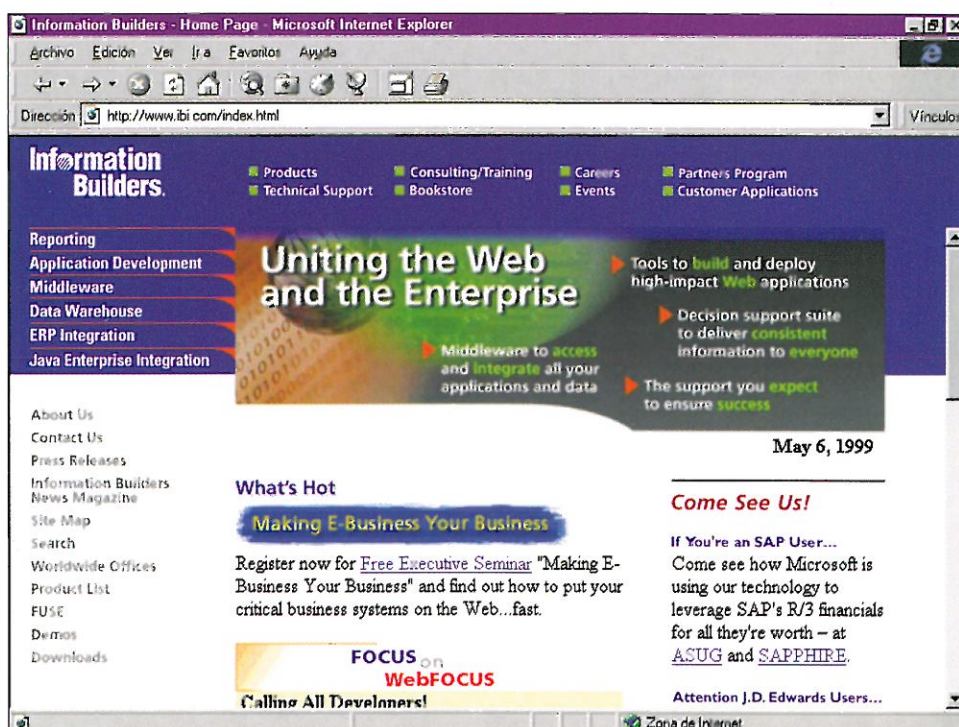 Information Builders - Home Page - Microsoft Internet Explorer
Archivo Edición Ver Ir a Favoritos Ayuda
Dirección http://www.ibi.com/index.html Vínculos
Information
Builders.
Products Consulting/Training Careers Partners Program
Technical Support Bookstore Events Customer Applications
Reporting
Application Development
Middleware
Data Warehouse
ERP Integration
Java Enterprise Integration
Uniting the Web
and the Enterprise
Tools to build and deploy
high-impact Web applications
Decision support suite
to deliver consistent
information to everyone
Middleware to access
and integrate all your
applications and data
The support you expect
to ensure success
About Us
Contact Us
Press Releases
Information Builders
News Magazine
Site Map
Search
Worldwide Offices
Product List
FUSE
Demos
Downloads
May 6, 1999
What's Hot
Making E-Business Your Business
Register now for Free Executive Seminar "Making E-
Business Your Business" and find out how to put your
critical business systems on the Web...fast.
FOCUS on
WebFOCUS
Calling All Developers!
Come See Us!
If You're an SAP User...
Come see how Microsoft is
using our technology to
leverage SAP's R/3 financials
for all they're worth – at
ASUG and SAPPHIRE.
Attention J.D. Edwards Users...
Zona de Internet